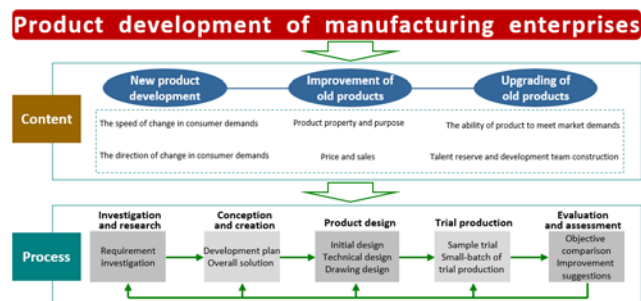 Product development of manufacturing enterprises
New product
development
Improvement of
old products
Upgrading of
old products
Content
The speed of change in consumer demands
Product property and purpose
The ability of product to meet market demands
The direction of change in consumer demands
Price and sales
Talent reserve and development team construction
Process
Investigation
and research
Requirement
investigation
Conception
and creation
Development plan
Overall solution
Product design
Initial design
Technical design
Drawing design
Trial production
Sample trial
Small-batch of
trial production
Evaluation
and assessment
Objective
comparison
Improvement
suggestions